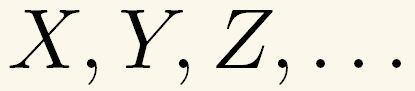 X, Y, Z, . . .